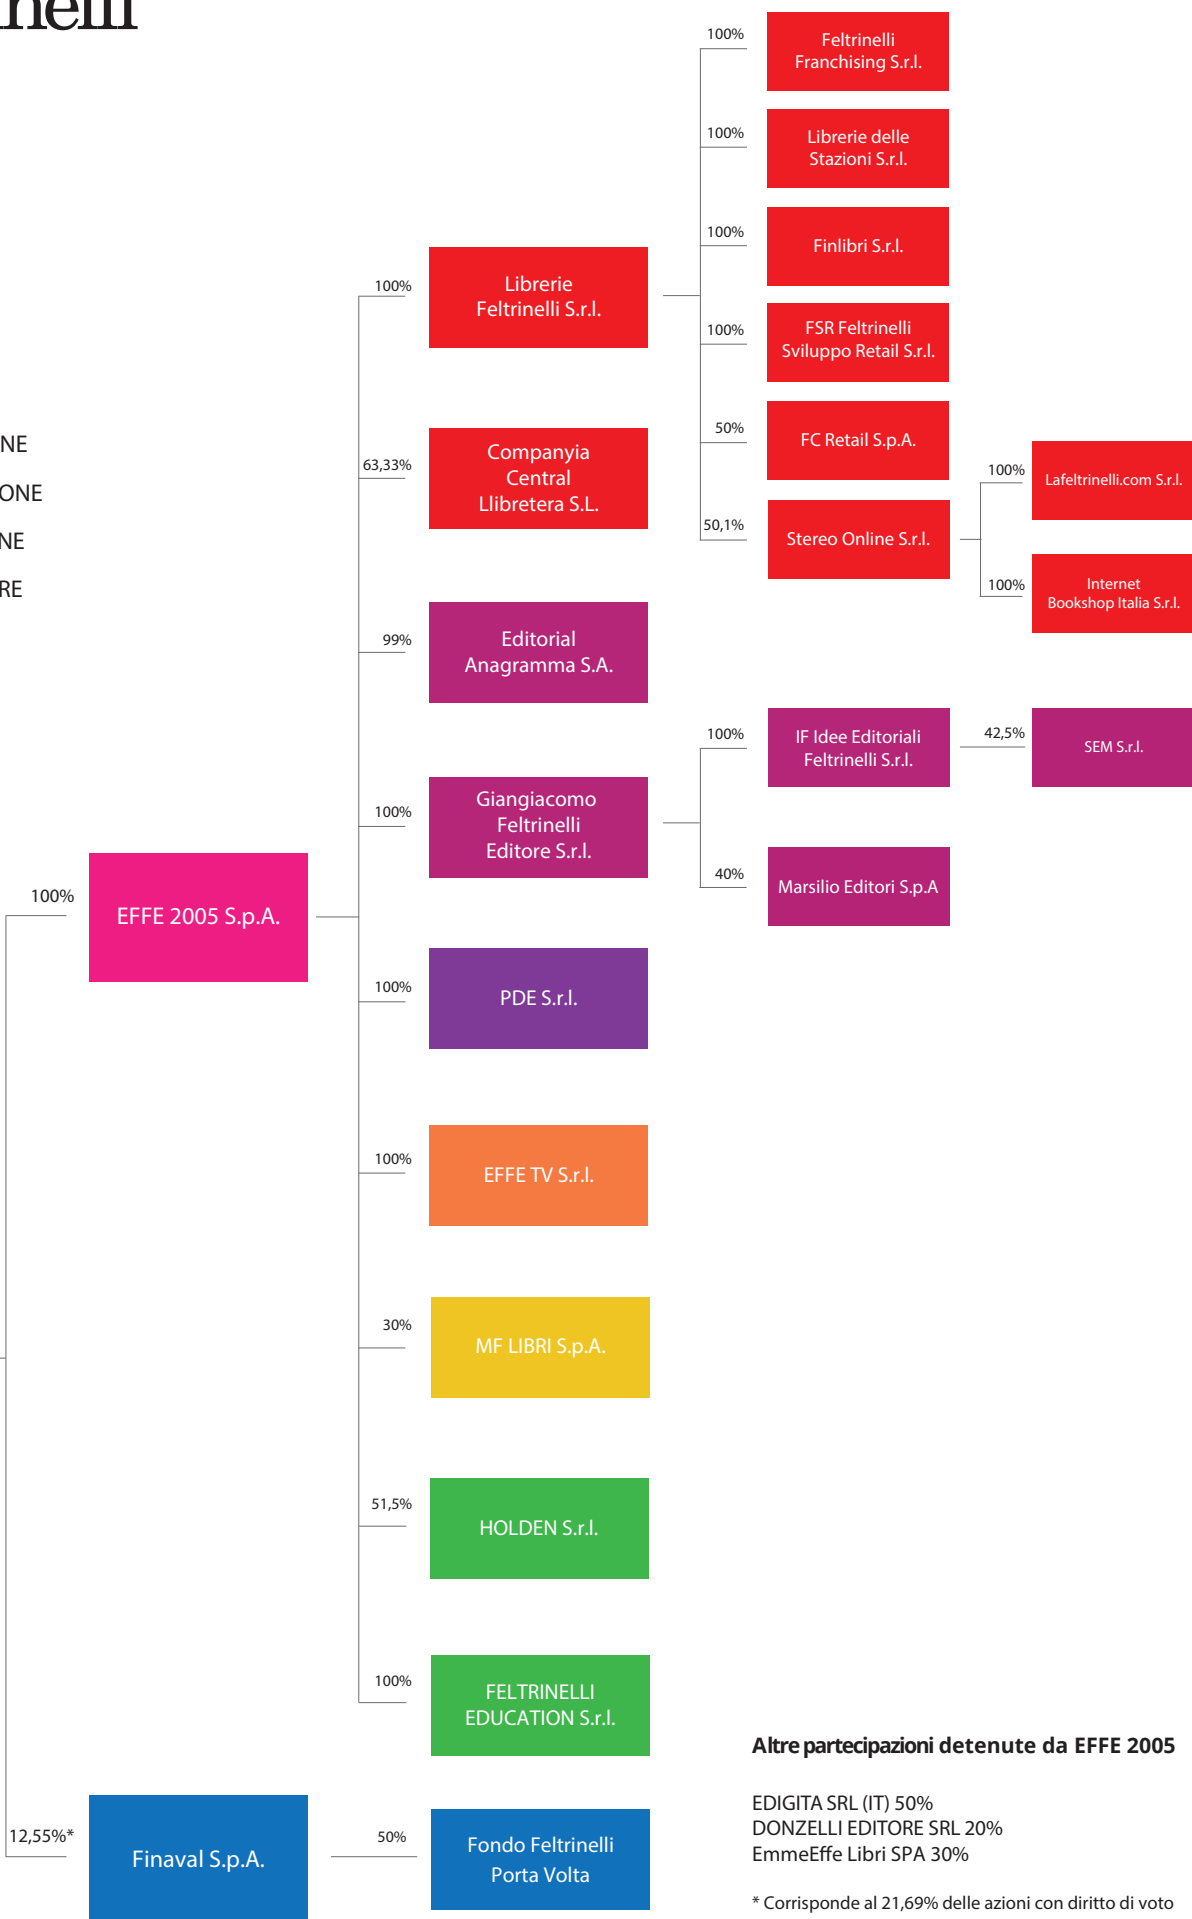 inelli
NE
ONE
NE
RE
100%
EFFE 2005 S.p.A.
12,55%*
Finaval S.p.A.
100%
Librerie
Feltrinelli S.r.l.
63,33%
Companyia
Central
Llibretera S.L.
99%
Editorial
Anagramma S.A.
100%
Giangiacomo
Feltrinelli
Editore S.r.l.
100%
PDE S.r.l.
100%
EFFE TV S.r.l.
30%
MF LIBRI S.p.A.
51,5%
HOLDEN S.r.l.
100%
FELTRINELLI
EDUCATION S.r.l.
50%
Fondo Feltrinelli
Porta Volta
100%
Feltrinelli
Franchising S.r.l.
100%
Librerie delle
Stazioni S.r.l.
100%
Finlibri S.r.l.
100%
FSR Feltrinelli
Sviluppo Retail S.r.l.
50%
FC Retail S.p.A.
50,1%
Stereo Online S.r.l.
100%
Lafeltrinelli.com S.r.l.
100%
Internet
Bookshop Italia S.r.l.
100%
IF Idee Editoriali
Feltrinelli S.r.l.
42,5%
SEM S.r.l.
40%
Marsilio Editori S.p.A
Altre partecipazioni detenute da EFFE 2005
EDIGITA SRL (IT) 50%
DONZELLI EDITORE SRL 20%
EmmeEffe Libri SPA 30%
* Corrisponde al 21,69% delle azioni con diritto di voto